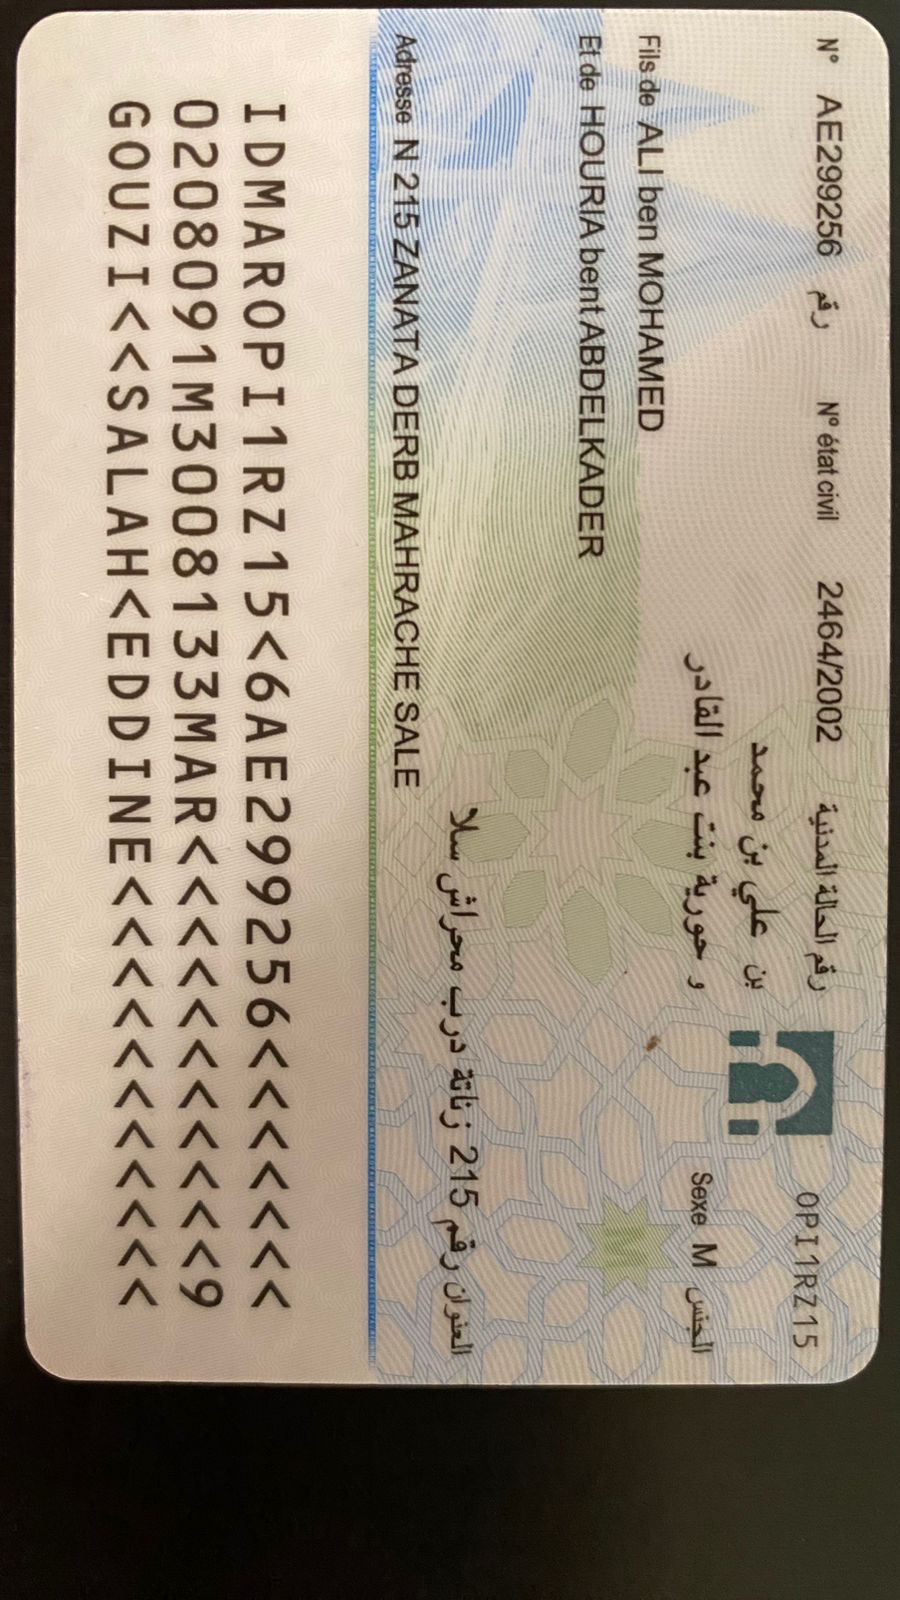 N° AE299256 رقم N° état civil 2464/2002 رقم الحالة المدنية OPI1RZ15
بن علي بن محمد
Sexe M الجنس
و حورية بنت عبد القادر
Fils de ALI ben MOHAMED
Et de HOURIA bent ABDELKADER
العنوان رقم 215 زناتة درب محراش سلا
Adresse N 215 ZANATA DERB MAHRACHE SALE
IDMAROPI1RZ15<6AE299256<<<<<<<
0208091M3008133MAR<<<<<<<<<<<9
GOUZI<<SALAH<EDDINE<<<<<<<<<<<